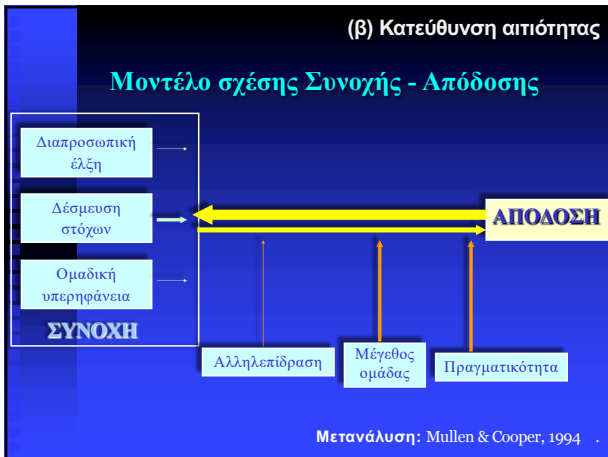 (β) Κατεύθυνση αιτιότητας
Μοντέλο σχέσης Συνοχής - Απόδοσης
Διαπροσωπική
έλξη
Δέσμευση
στόχων
Ομαδική
υπερηφάνεια
ΣΥΝΟΧΗ
ΑΠΟΔΟΣΗ
Αλληλεπίδραση
Μέγεθος
ομάδας
Πραγματικότητα
Μετανάλυση: Mullen & Cooper, 1994 .